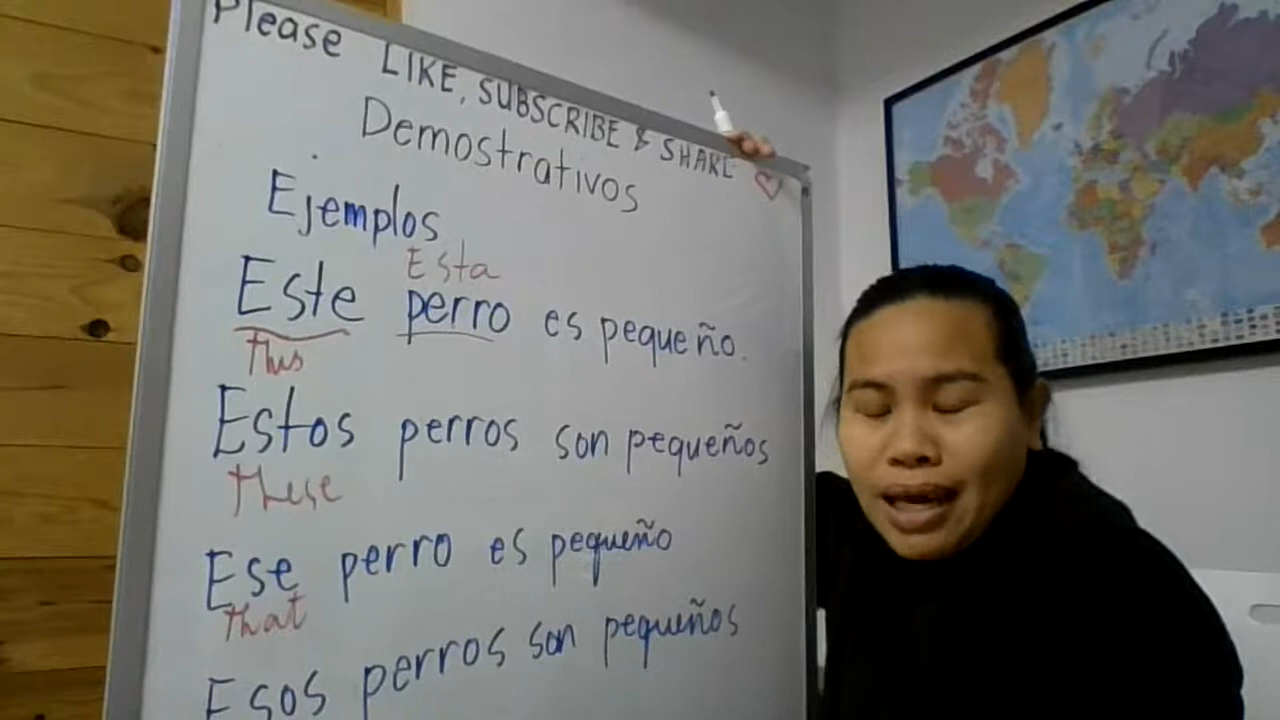 Please LIKE, SUBSCRIBE & SHARE
Demostrativos
Ejemplos
Esta
Este perro es pequeño.
this
Estos perros son pequeños
these
Ese perro es pequeño
that
Esos perros son pequeños